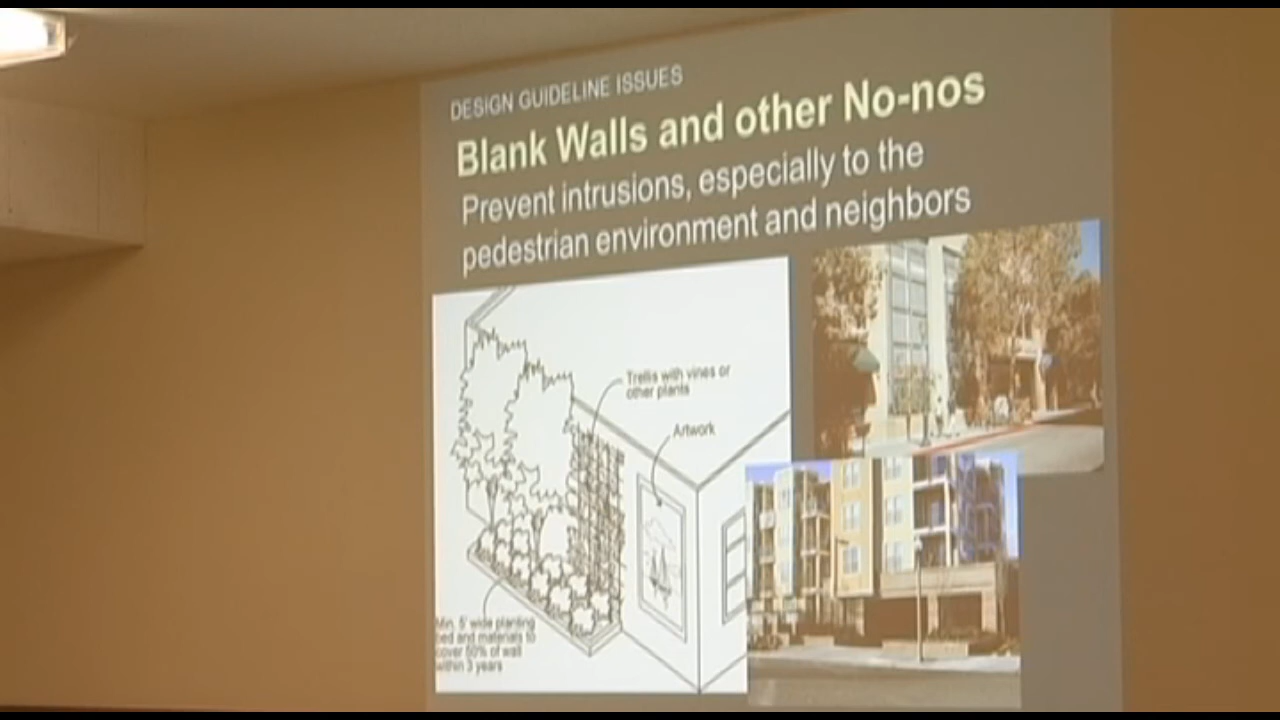 DESIGN GUIDELINE ISSUES
Blank Walls and other No-nos
Prevent intrusions, especially to the
pedestrian environment and neighbors
Trellis with vines or
other plants
Artwork
Min. 5' wide planting
bed and materials to
cover 50% of wall
within 3 years